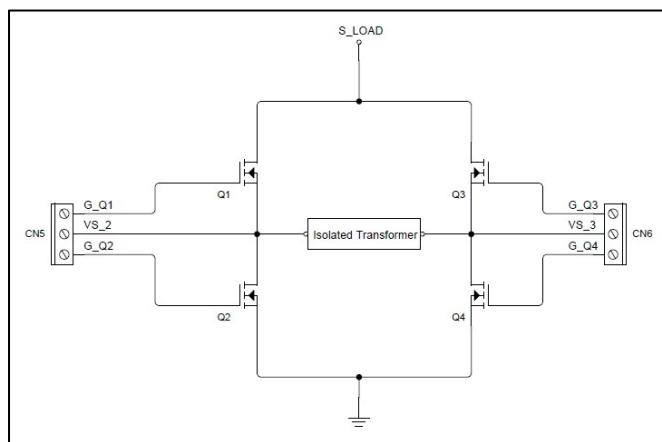 S_LOAD
Q1
Q3
G_Q1
VS_2
G_Q2
CN5
Isolated Transformer
G_Q3
VS_3
G_Q4
CN6
Q2
Q4